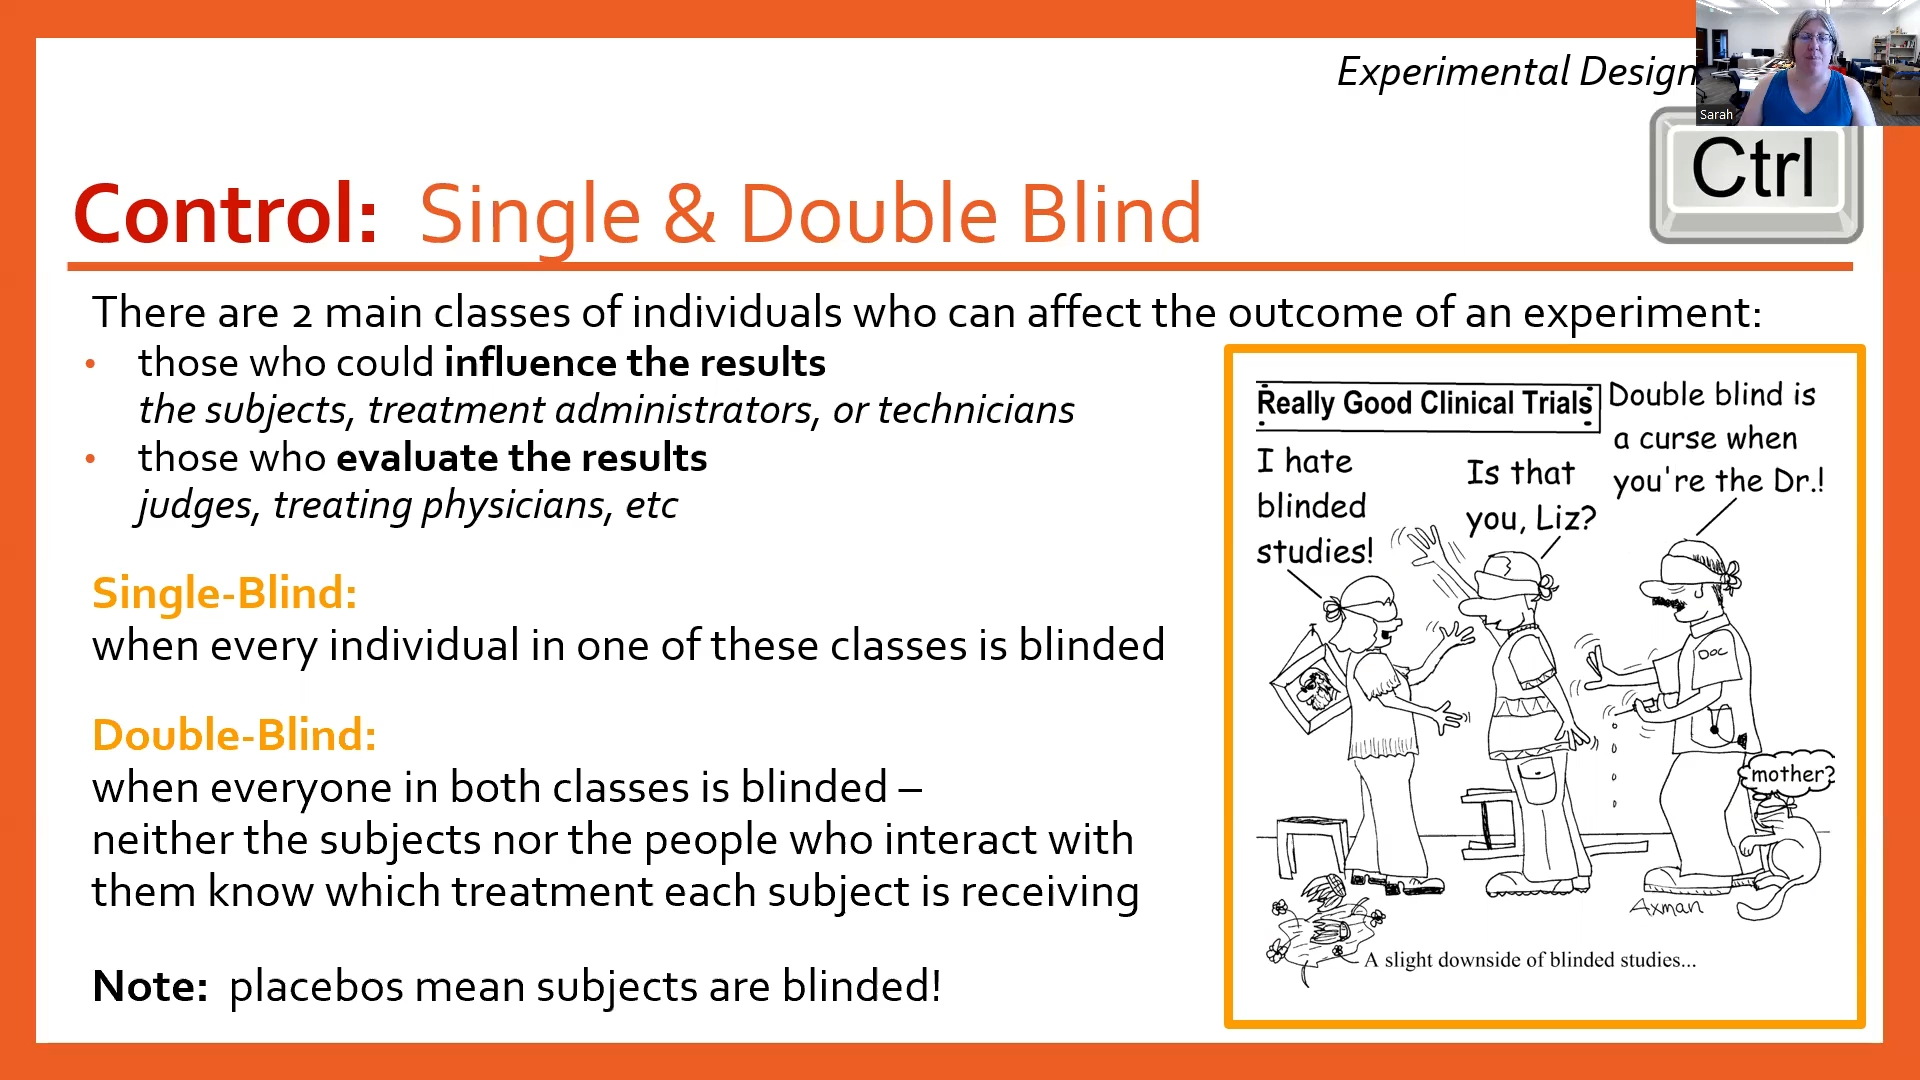 Experimental Design
Sarah
Ctrl
Control: Single & Double Blind
There are 2 main classes of individuals who can affect the outcome of an experiment:
• those who could influence the results
the subjects, treatment administrators, or technicians
• those who evaluate the results
judges, treating physicians, etc
Single-Blind:
when every individual in one of these classes is blinded
Double-Blind:
when everyone in both classes is blinded –
neither the subjects nor the people who interact with
them know which treatment each subject is receiving
Note: placebos mean subjects are blinded!
Really Good Clinical Trials
I hate
blinded
studies!
Is that
you, Liz?
Double blind is
a curse when
you're the Dr.!
DOC
mother?
Axman
A slight downside of blinded studies...